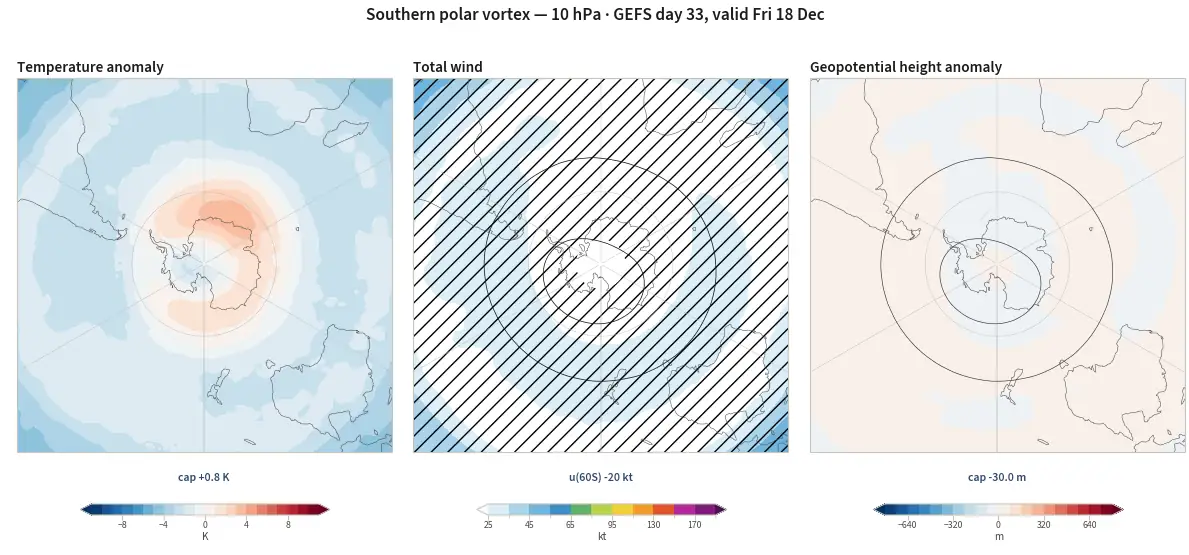 Southern polar vortex — 10 hPa · GEFS day 33, valid Fri 18 Dec
Temperature anomaly
Total wind
Geopotential height anomaly
cap +0.8 K
u(60S) -20 kt
cap -30.0 m
−8 −4 0 4 8
K
25 45 65 95 130 170
kt
−640 −320 0 320 640
m